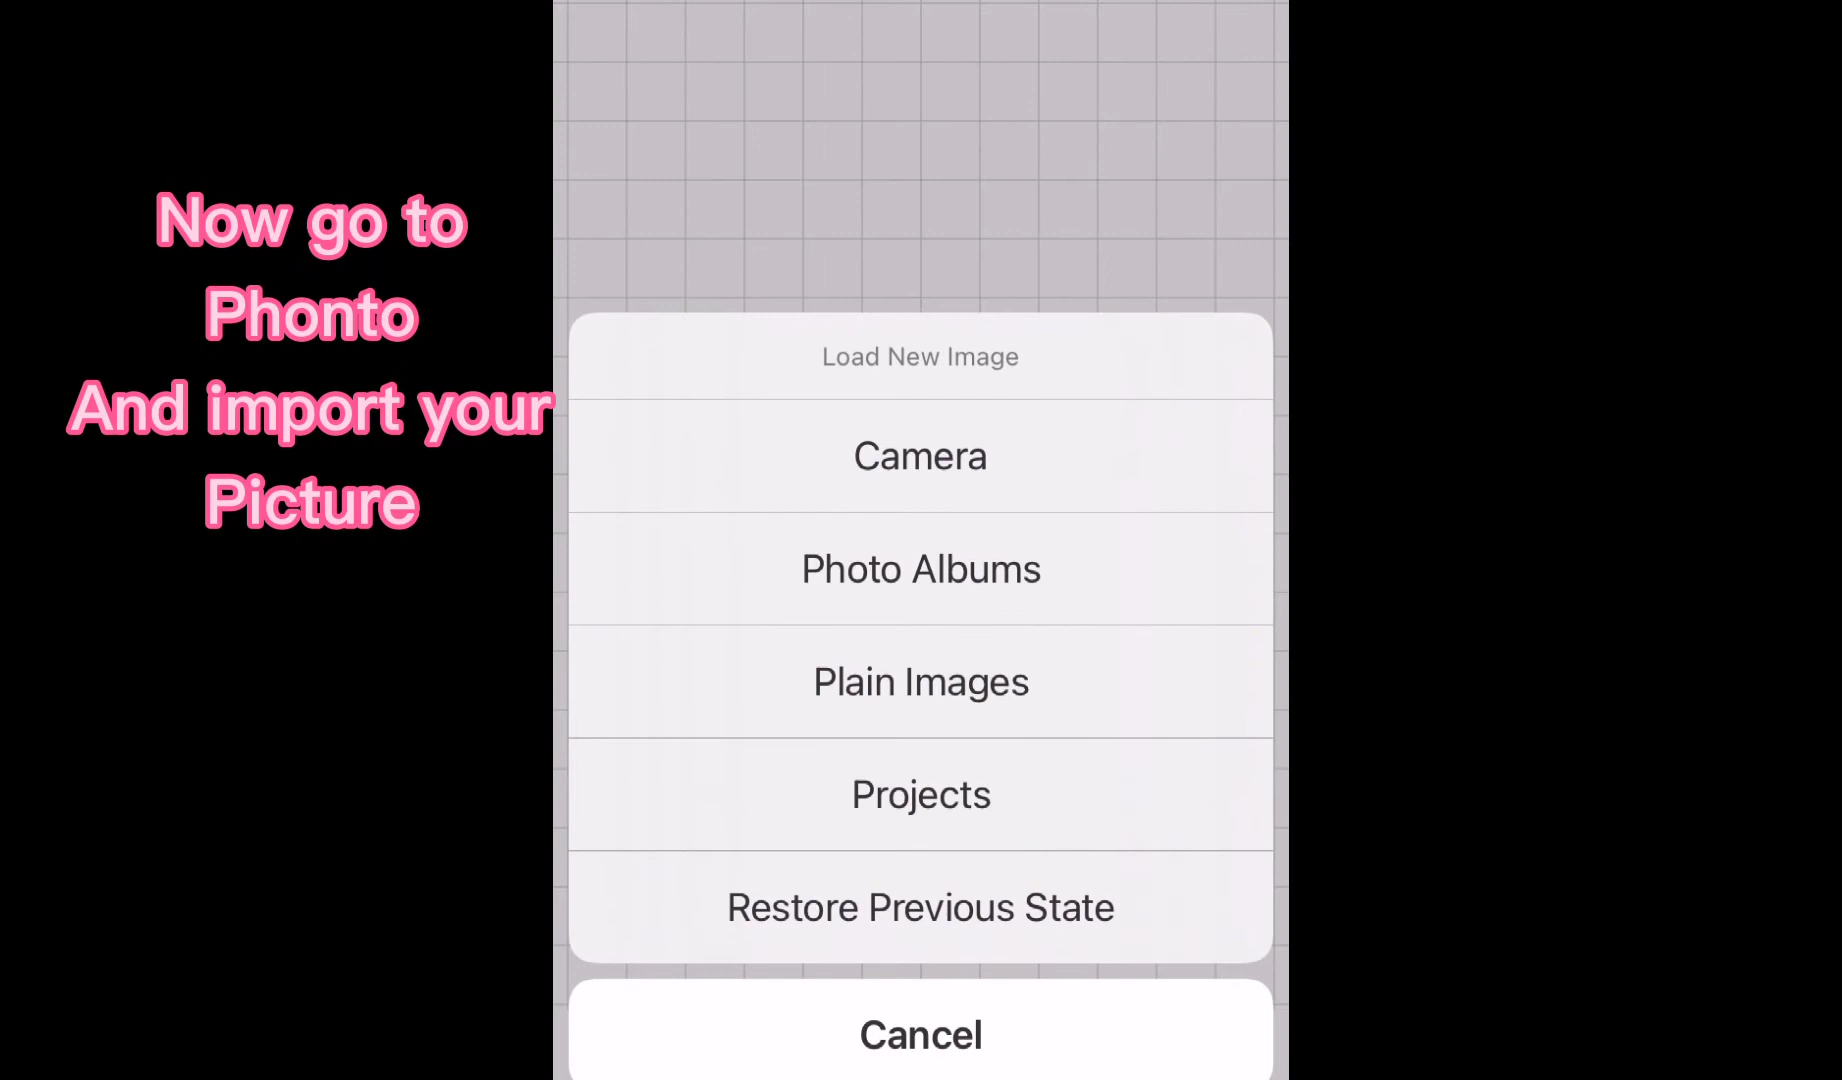 Now go to
Phonto
And import your
Picture
Load New Image
Camera
Photo Albums
Plain Images
Projects
Restore Previous State
Cancel